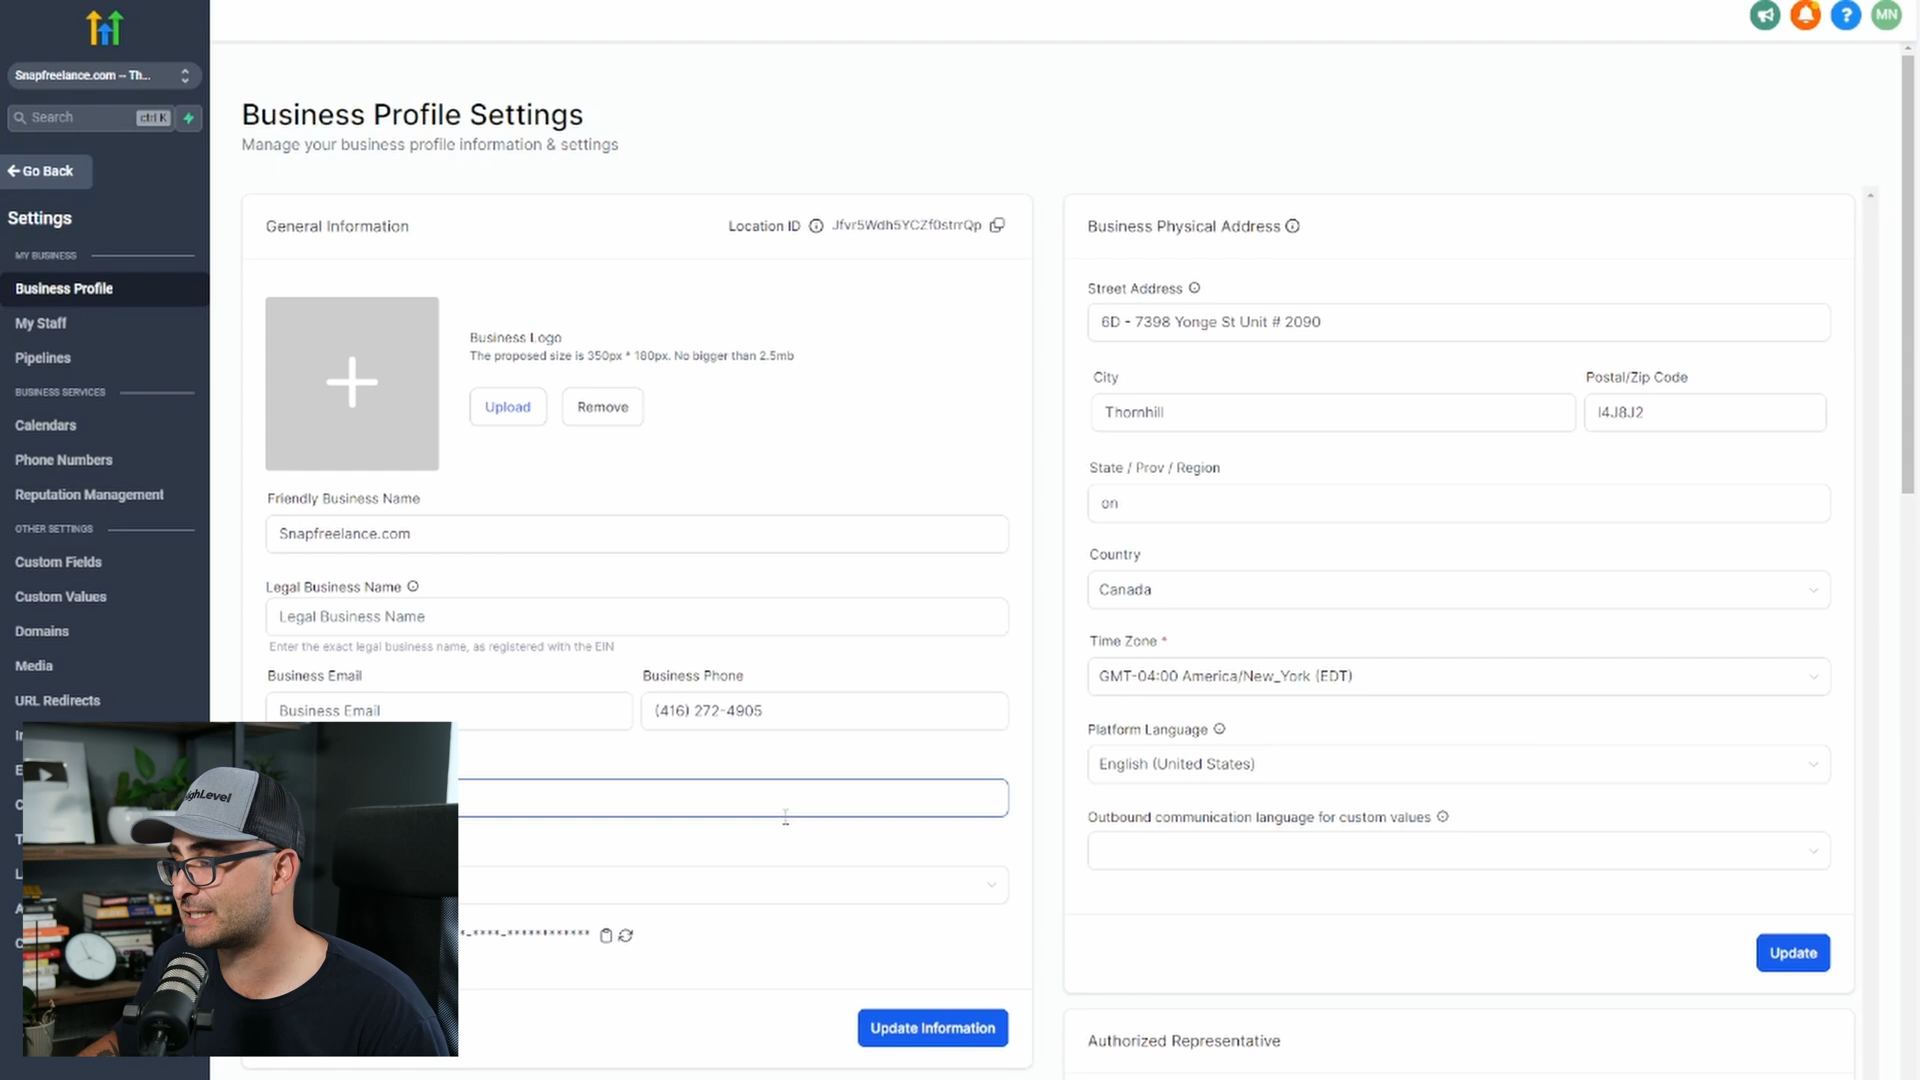 MN
Snapfreelance.com -- Th...
Search ctrl K
Go Back
Settings
MY BUSINESS
Business Profile
My Staff
Pipelines
BUSINESS SERVICES
Calendars
Phone Numbers
Reputation Management
OTHER SETTINGS
Custom Fields
Custom Values
Domains
Media
URL Redirects
Business Profile Settings
Manage your business profile information & settings
General Information
Location ID Jfvr5Wdh5YCZf0strrQp
Business Logo
The proposed size is 350px * 180px. No bigger than 2.5mb
Upload Remove
Friendly Business Name
Snapfreelance.com
Legal Business Name
Legal Business Name
Enter the exact legal business name, as registered with the EIN
Business Email Business Phone
Business Email (416) 272-4905
*-****-************
Update Information
Business Physical Address
Street Address
6D - 7398 Yonge St Unit # 2090
City Postal/Zip Code
Thornhill l4J8J2
State / Prov / Region
on
Country
Canada
Time Zone *
GMT-04:00 America/New_York (EDT)
Platform Language
English (United States)
Outbound communication language for custom values
Update
Authorized Representative